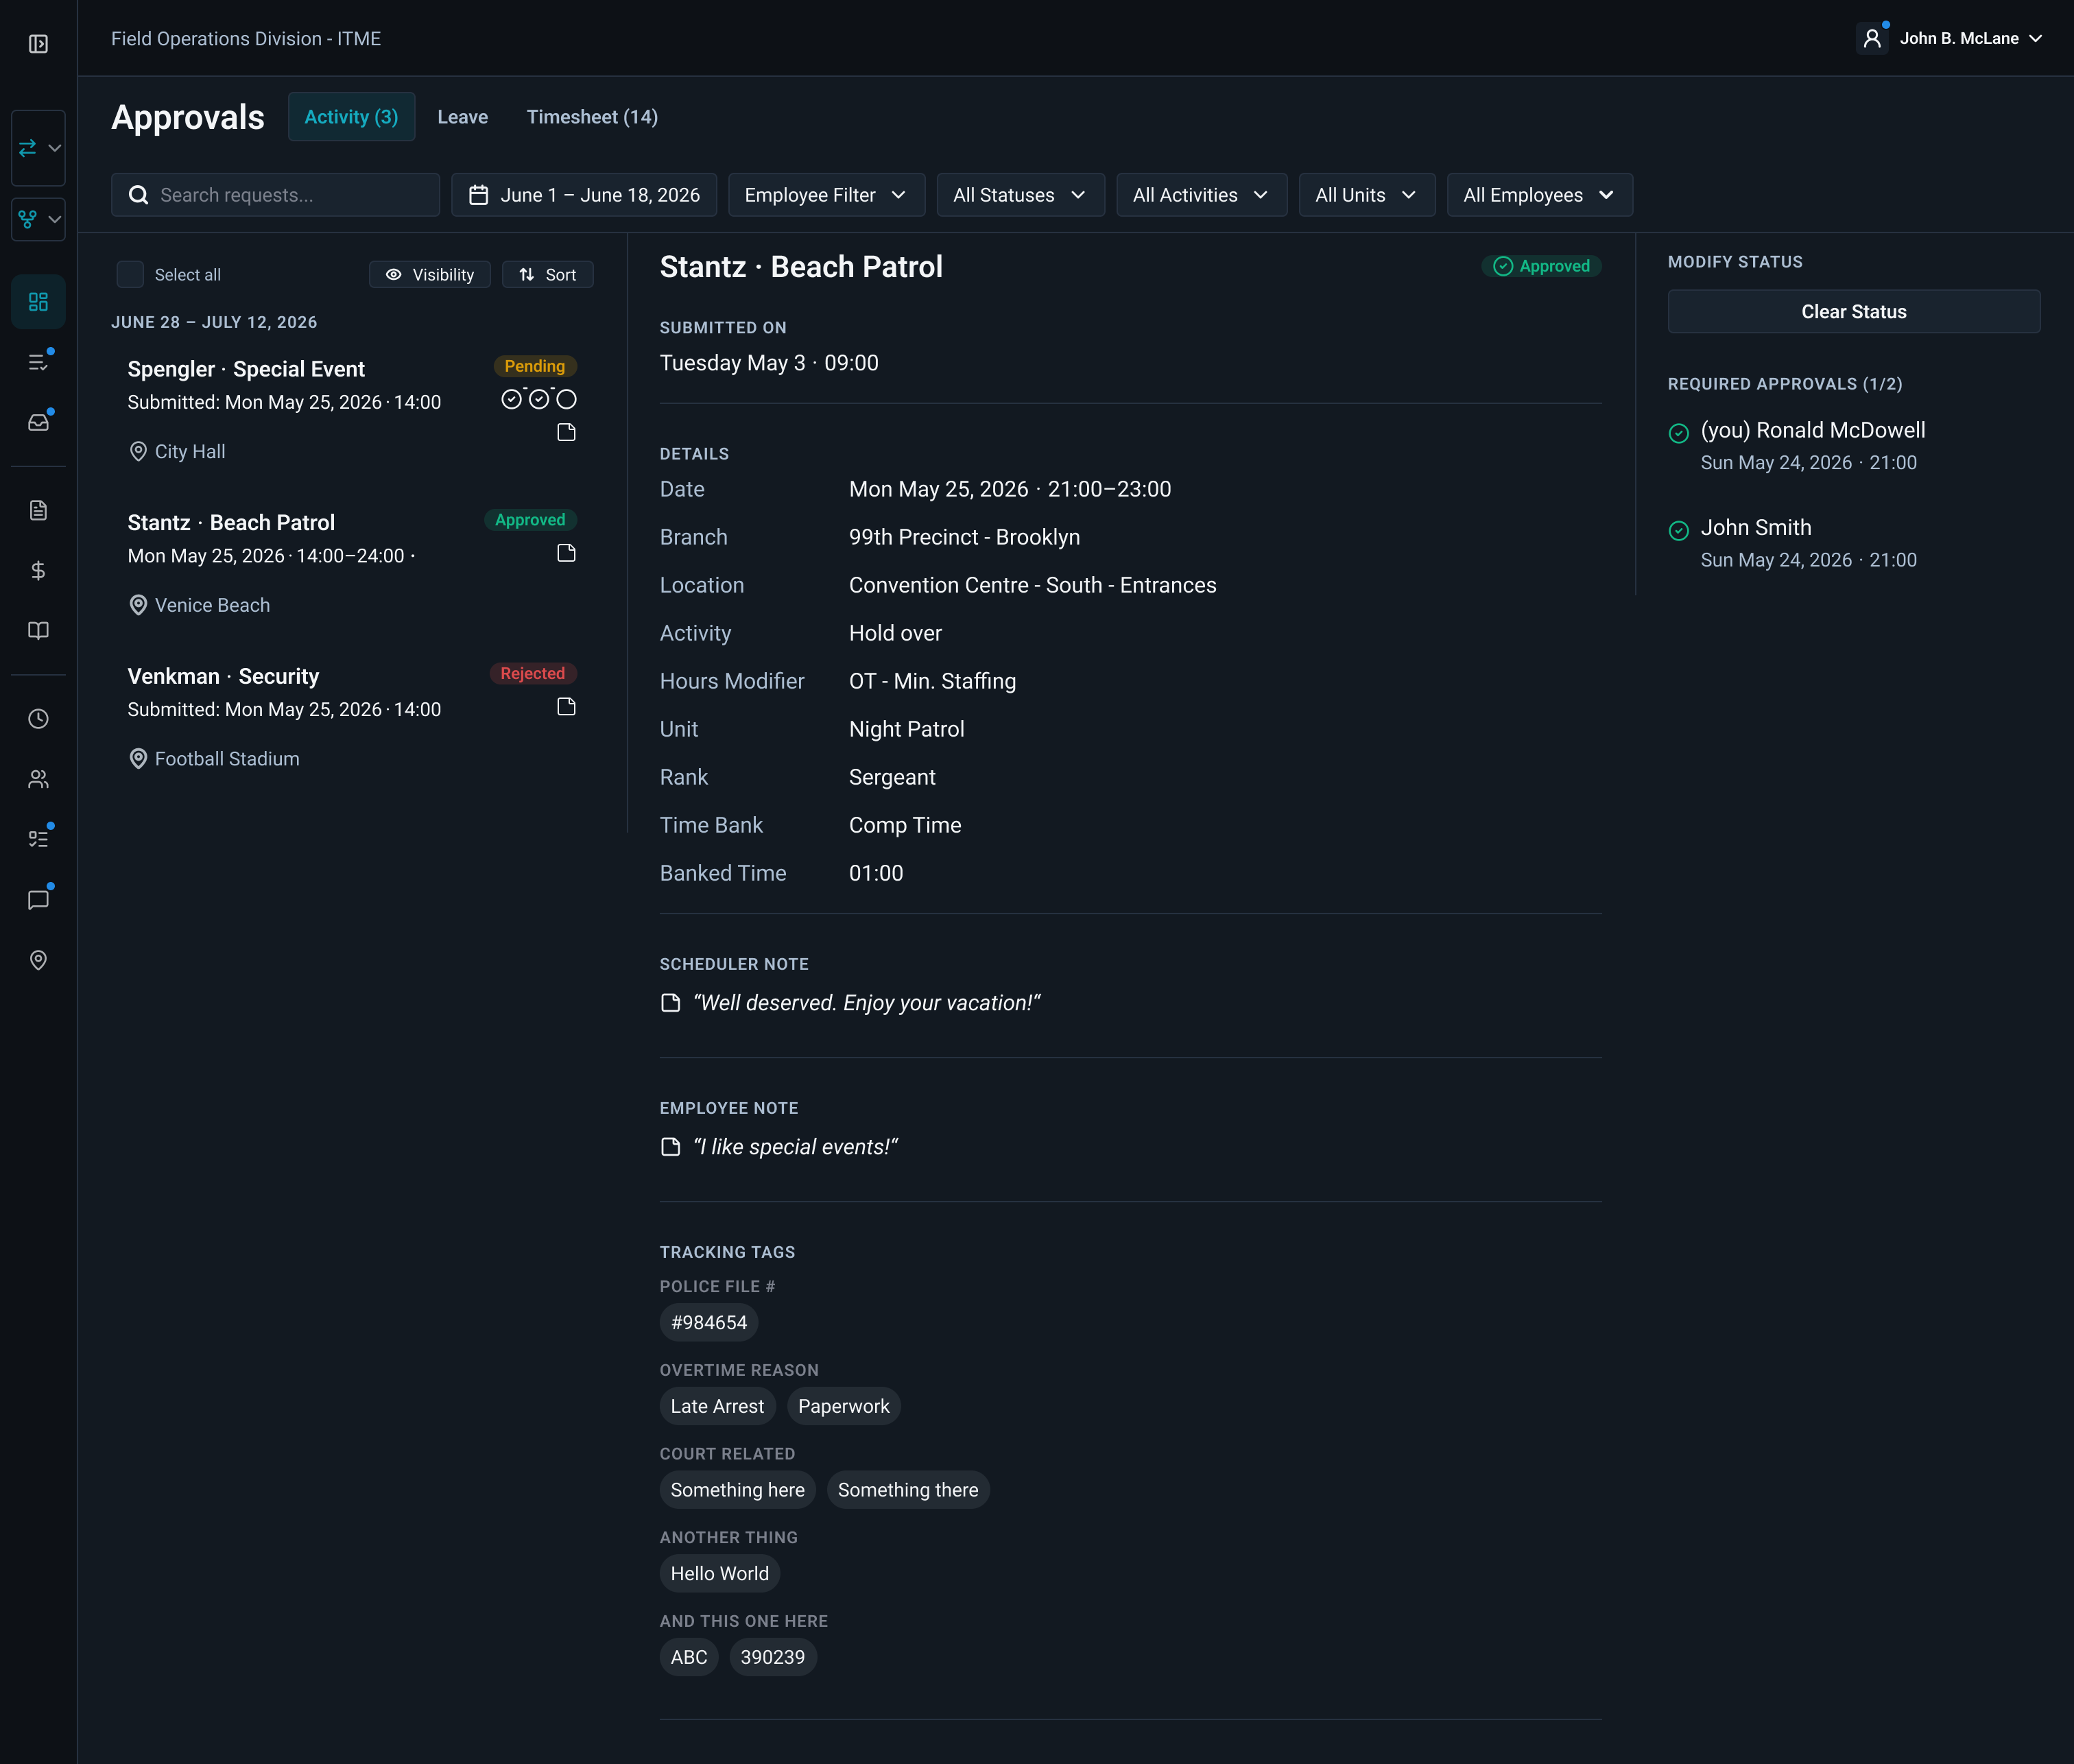 Field Operations Division - ITME
John B. McLane
Approvals
Activity (3)
Leave
Timesheet (14)
Search requests...
June 1 – June 18, 2026
Employee Filter
All Statuses
All Activities
All Units
All Employees
Select all
Visibility
Sort
JUNE 28 – JULY 12, 2026
Spengler · Special Event
Pending
Submitted: Mon May 25, 2026 · 14:00
City Hall
Stantz · Beach Patrol
Approved
Mon May 25, 2026 · 14:00–24:00 ·
Venice Beach
Venkman · Security
Rejected
Submitted: Mon May 25, 2026 · 14:00
Football Stadium
Stantz · Beach Patrol
Approved
SUBMITTED ON
Tuesday May 3 · 09:00
DETAILS
Date Mon May 25, 2026 · 21:00–23:00
Branch 99th Precinct - Brooklyn
Location Convention Centre - South - Entrances
Activity Hold over
Hours Modifier OT - Min. Staffing
Unit Night Patrol
Rank Sergeant
Time Bank Comp Time
Banked Time 01:00
SCHEDULER NOTE
“Well deserved. Enjoy your vacation!“
EMPLOYEE NOTE
“I like special events!“
TRACKING TAGS
POLICE FILE #
#984654
OVERTIME REASON
Late Arrest Paperwork
COURT RELATED
Something here Something there
ANOTHER THING
Hello World
AND THIS ONE HERE
ABC 390239
MODIFY STATUS
Clear Status
REQUIRED APPROVALS (1/2)
(you) Ronald McDowell
Sun May 24, 2026 · 21:00
John Smith
Sun May 24, 2026 · 21:00